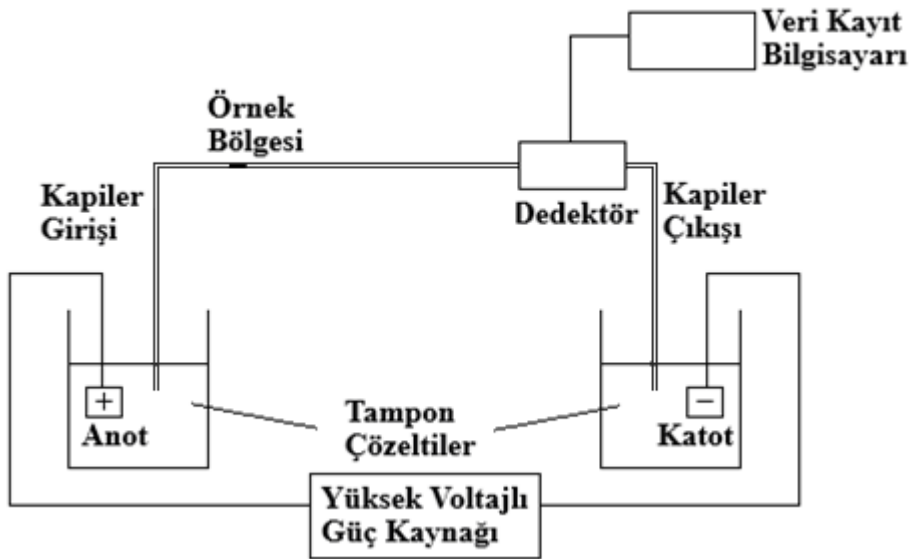 Veri Kayıt
Bilgisayarı
Örnek
Bölgesi
Kapiler
Girişi
Dedektör
Kapiler
Çıkışı
+
Anot
Tampon
Çözeltiler
−
Katot
Yüksek Voltajlı
Güç Kaynağı